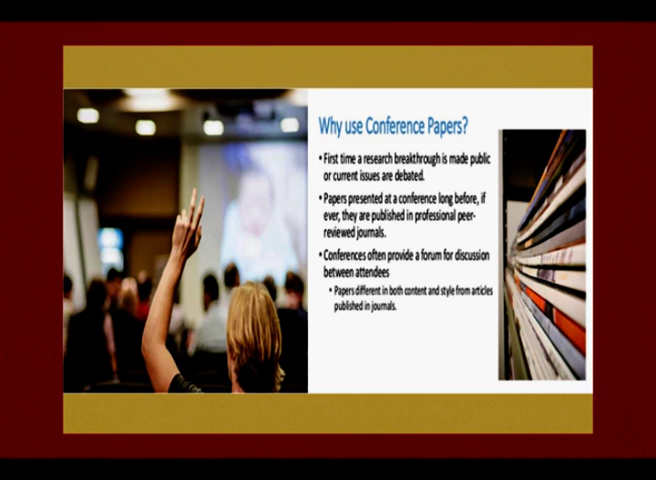 Why use Conference Papers?
• First time a research breakthrough is made public
or current issues are debated.
• Papers presented at a conference long before, if
ever, they are published in professional peer-
reviewed journals.
• Conferences often provide a forum for discussion
between attendees
• Papers different in both content and style from articles
published in journals.